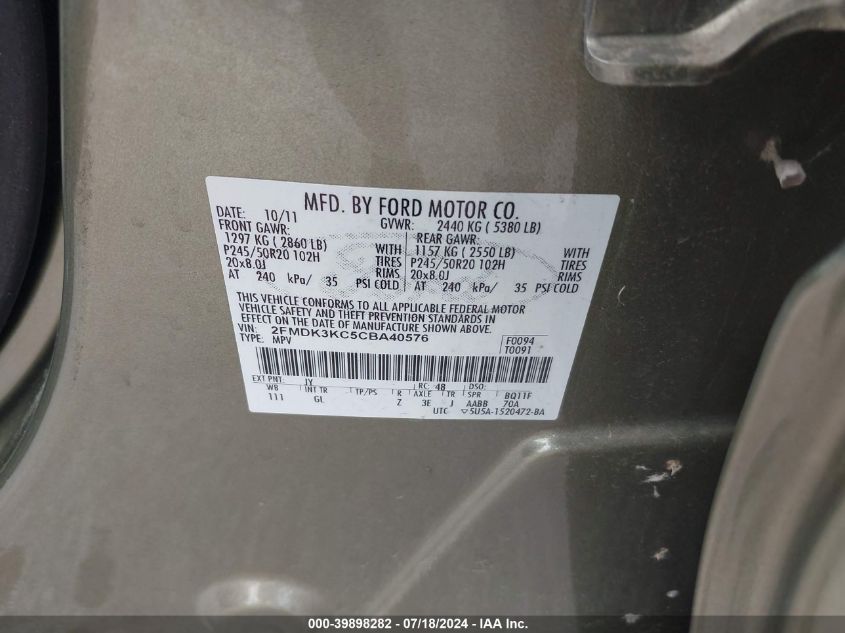 MFD. BY FORD MOTOR CO.
DATE: 10/11 GVWR: 2440 KG ( 5380 LB)
FRONT GAWR: REAR GAWR:
1297 KG ( 2860 LB) WITH 1157 KG ( 2550 LB) WITH
P245/50R20 102H TIRES P245/50R20 102H TIRES
20x8.0J RIMS 20x8.0J RIMS
AT 240 kPa/ 35 PSI COLD AT 240 kPa/ 35 PSI COLD
THIS VEHICLE CONFORMS TO ALL APPLICABLE FEDERAL MOTOR
VEHICLE SAFETY AND THEFT PREVENTION STANDARDS IN
EFFECT ON THE DATE OF MANUFACTURE SHOWN ABOVE.
VIN: 2FMDK3KC5CBA40576 F0094
TYPE: MPV T0091
EXT PNT: JY RC: 48 DSO:
WB INT TR TP/PS R AXLE TR SPR BQ11F
111 GL Z 3E J AABB 70A
UTC ▽5U5A-1520472-BA
000-39898282 / 07/18/2024 - IAA Inc.